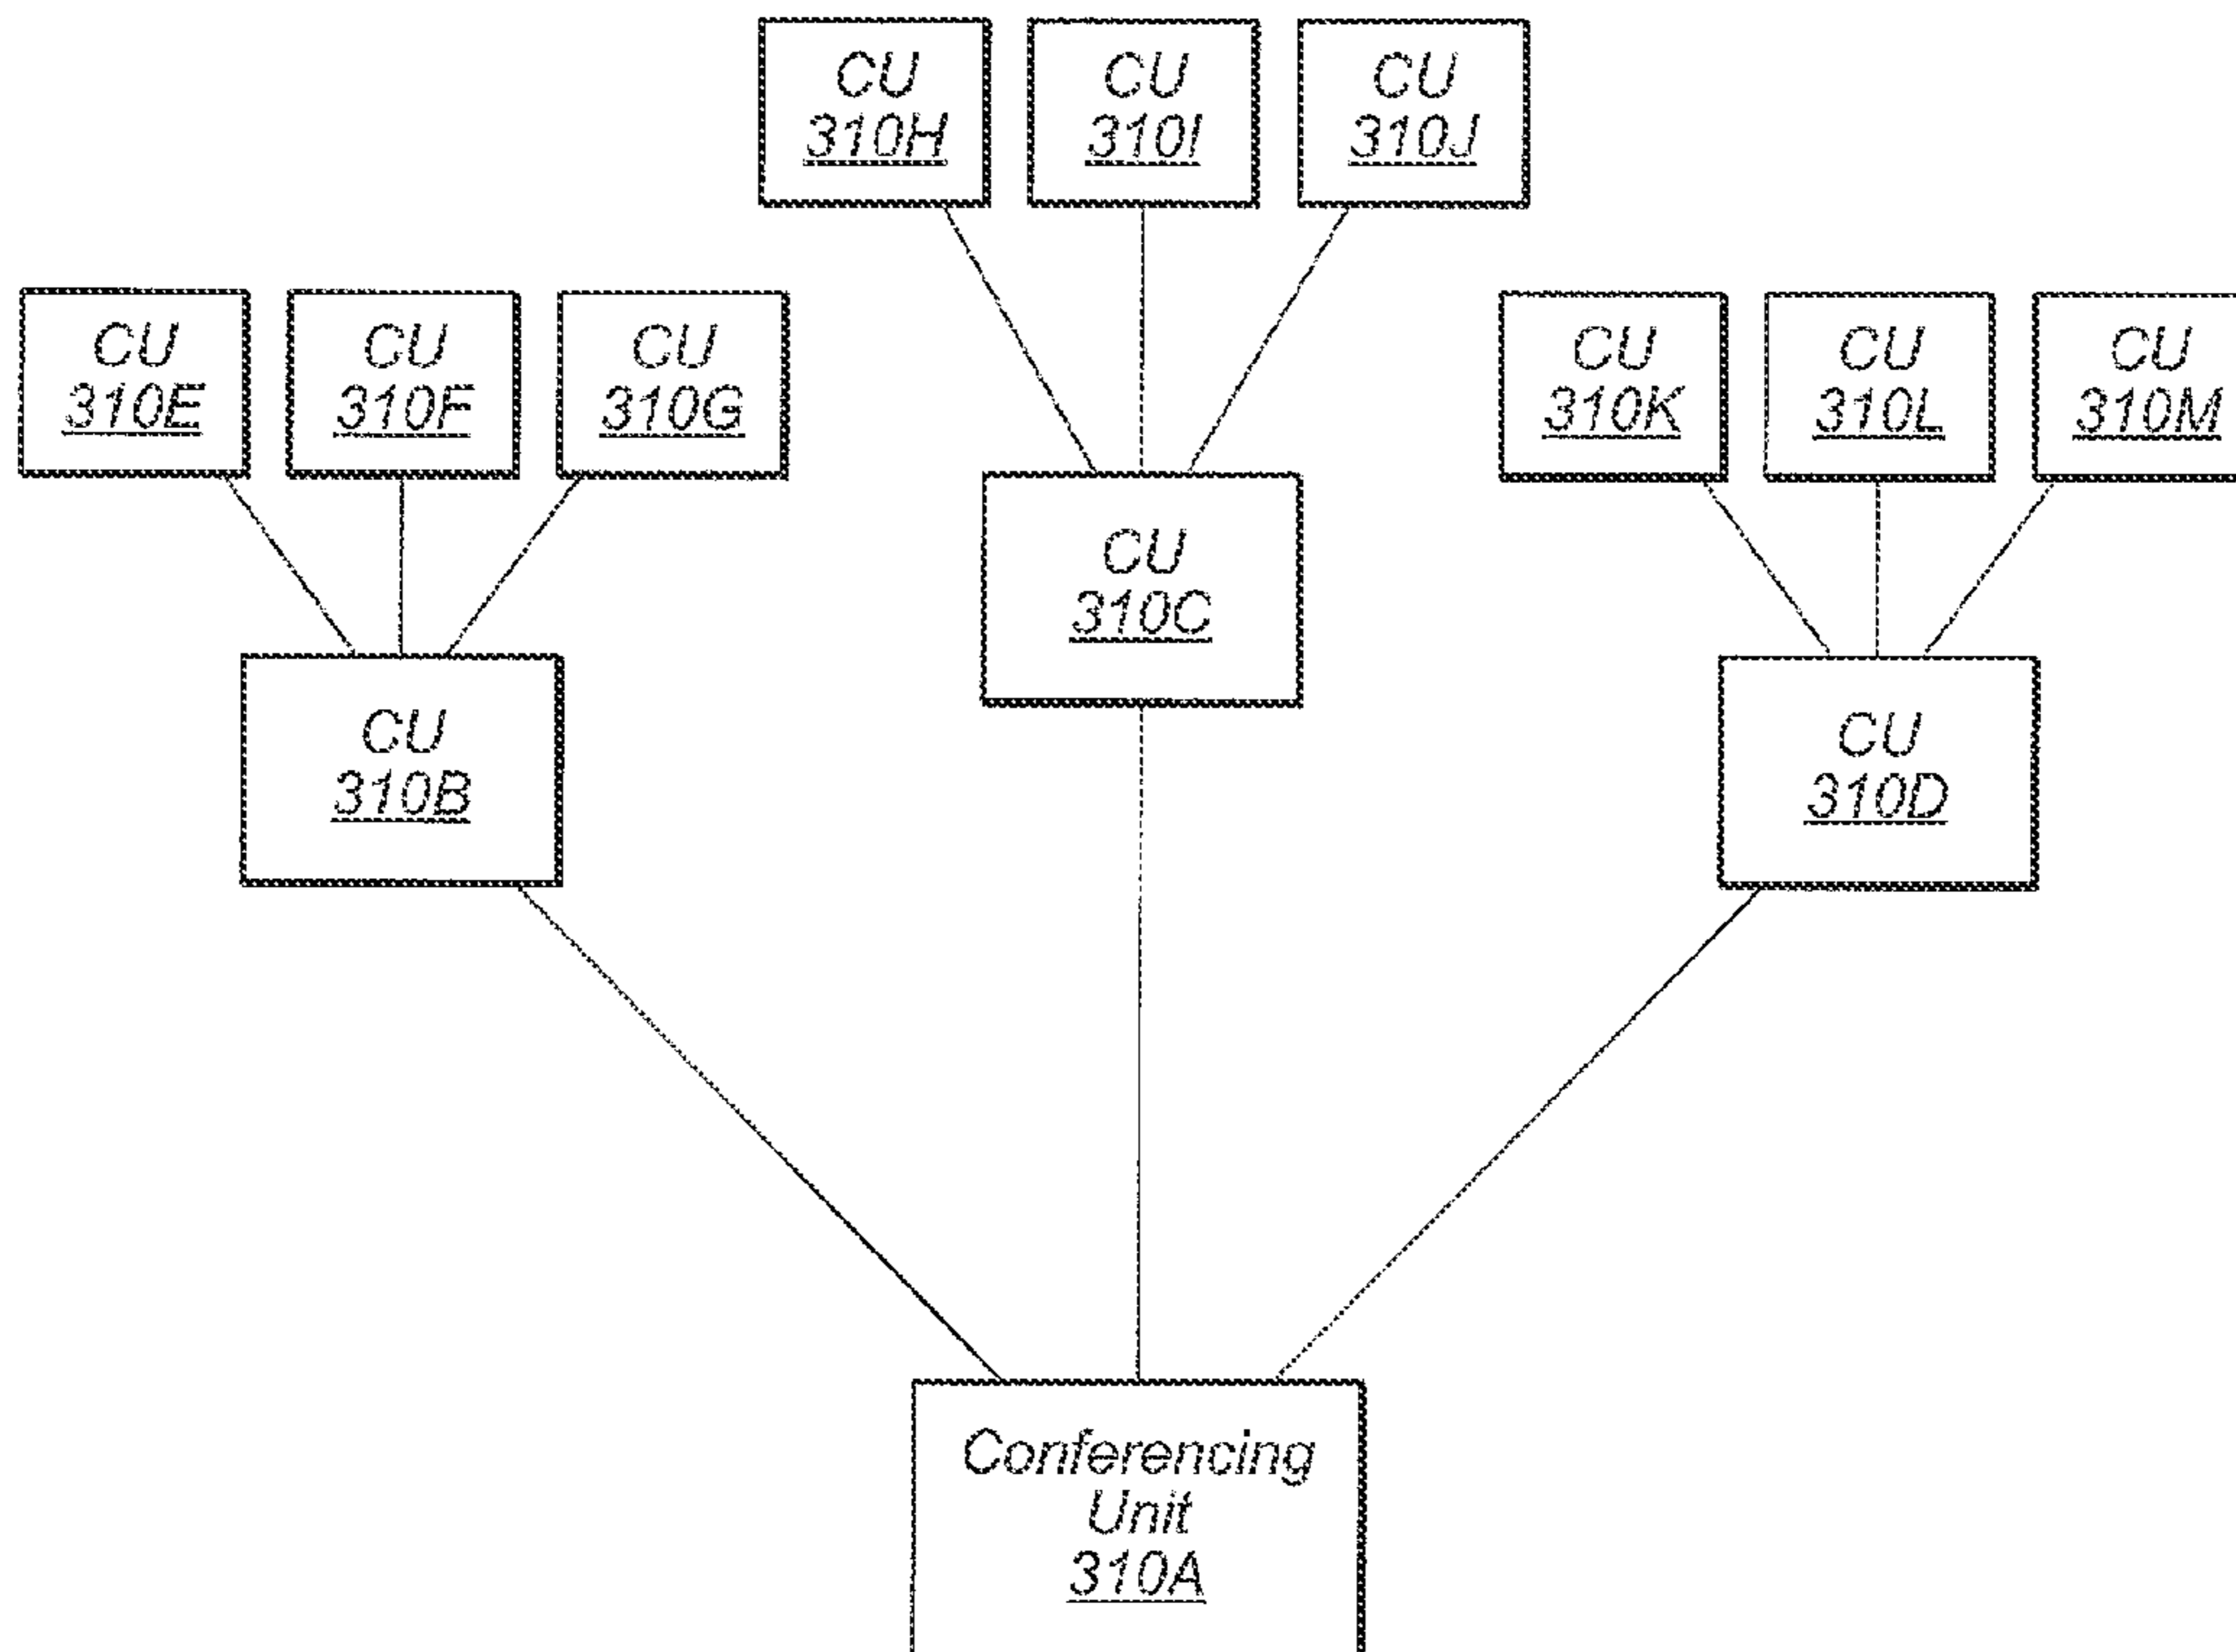 CU
310H
CU
310I
CU
310J
CU
310E
CU
310F
CU
310G
CU
310K
CU
310L
CU
310M
CU
310C
CU
310B
CU
310D
Conferencing
Unit
310A